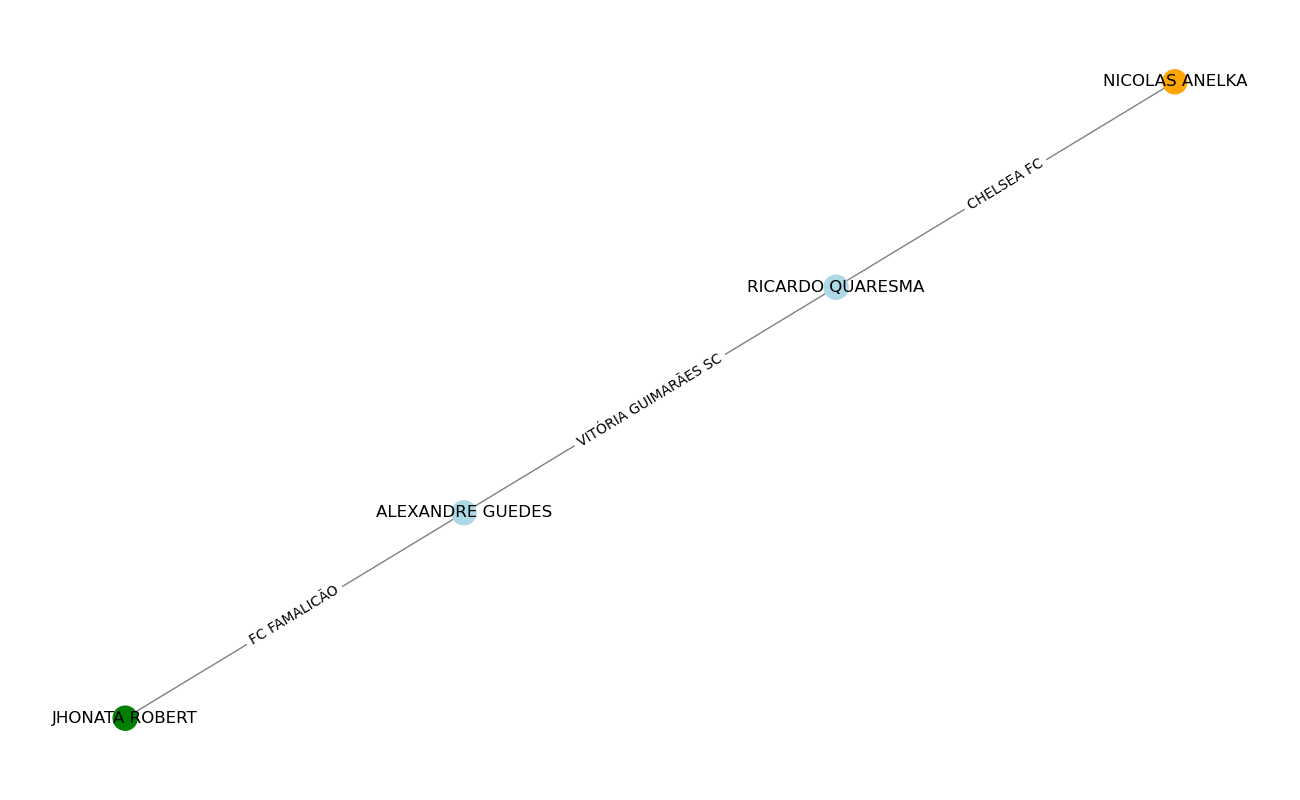 NICOLAS ANELKA
CHELSEA FC
RICARDO QUARESMA
VITÓRIA GUIMARÃES SC
ALEXANDRE GUEDES
FC FAMALICÃO
JHONATA ROBERT